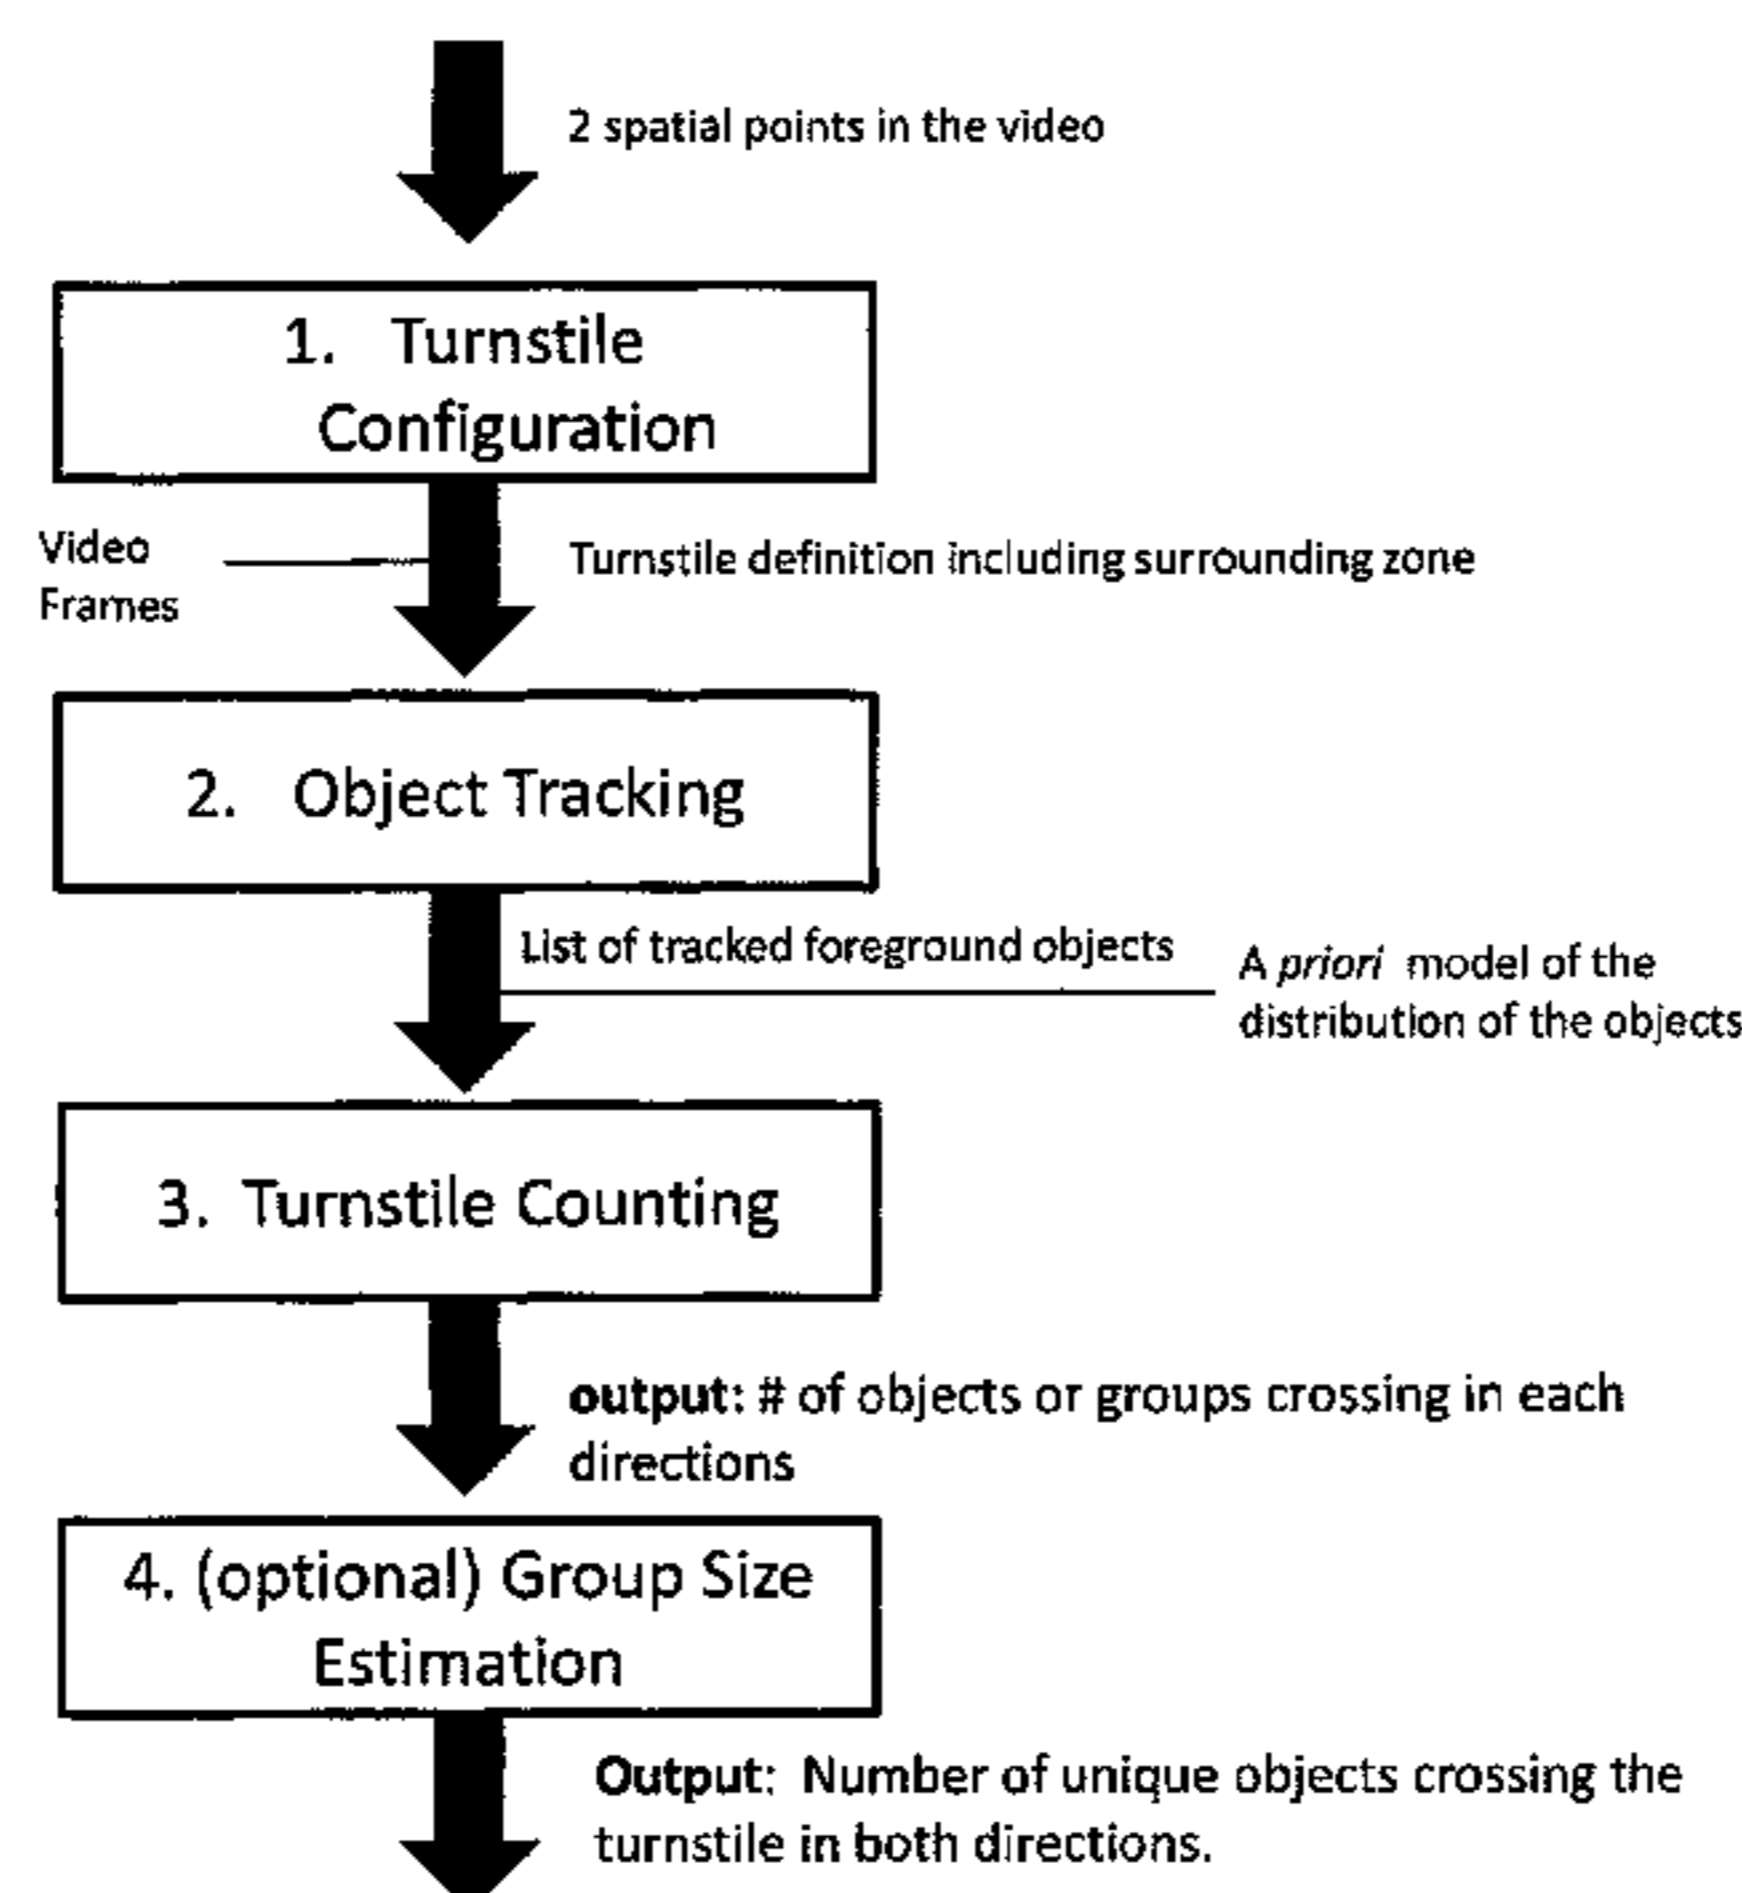 2 spatial points in the video
1. Turnstile
Configuration
Video
Frames
Turnstile definition including surrounding zone
2. Object Tracking
List of tracked foreground objects
A priori model of the
distribution of the objects
3. Turnstile Counting
output: # of objects or groups crossing in each
directions
4. (optional) Group Size
Estimation
Output: Number of unique objects crossing the
turnstile in both directions.